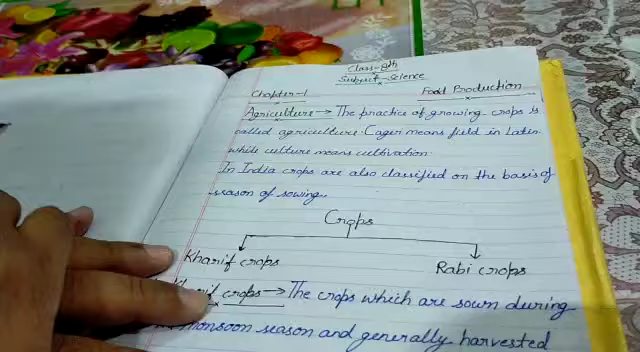 Class-8th
Subject-Science
Chapter-1 Food Production
Agriculture → The practice of growing crops is
called agriculture. (ager means field in Latin
while culture means cultivation.
In India crops are also classified on the basis of
season of sowing.
Crops
Kharif crops Rabi crops
Kharif crops → The crops which are sown during
monsoon season and generally harvested